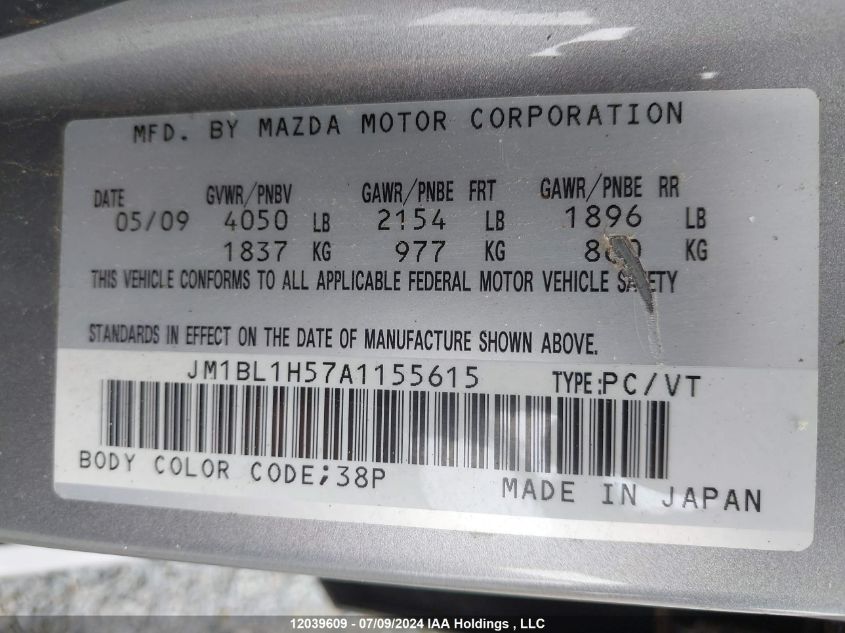 MFD. BY MAZDA MOTOR CORPORATION
DATE GVWR/PNBV GAWR/PNBE FRT GAWR/PNBE RR
05/09 4050 LB 2154 LB 1896 LB
1837 KG 977 KG KG
THIS VEHICLE CONFORMS TO ALL APPLICABLE FEDERAL MOTOR VEHICLE SAFETY
STANDARDS IN EFFECT ON THE DATE OF MANUFACTURE SHOWN ABOVE.
JM1BL1H57A1155615 TYPE:PC/VT
BODY COLOR CODE;38P
MADE IN JAPAN
12039609 - 07/09/2024 IAA Holdings , LLC